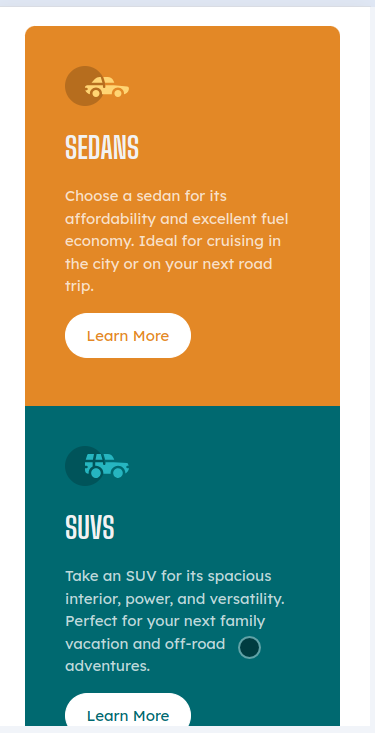 SEDANS
Choose a sedan for its
affordability and excellent fuel
economy. Ideal for cruising in
the city or on your next road
trip.
Learn More
SUVS
Take an SUV for its spacious
interior, power, and versatility.
Perfect for your next family
vacation and off-road
adventures.
Learn More